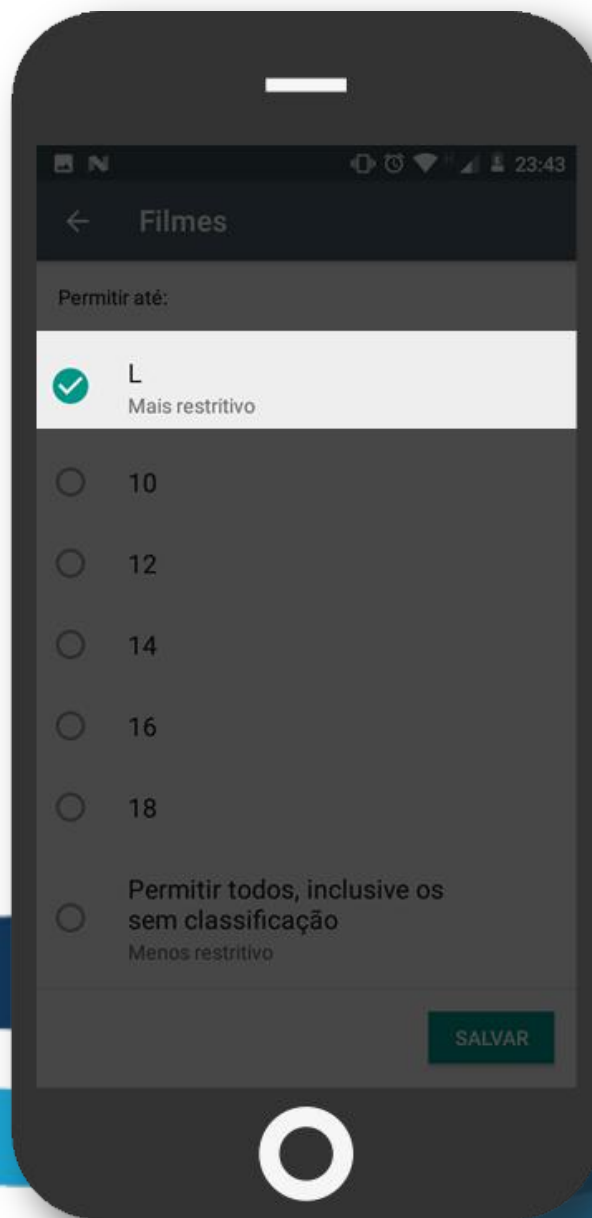 23:43
Filmes
Permitir até:
L
Mais restritivo
10
12
14
16
18
Permitir todos, inclusive os
sem classificação
Menos restritivo
SALVAR